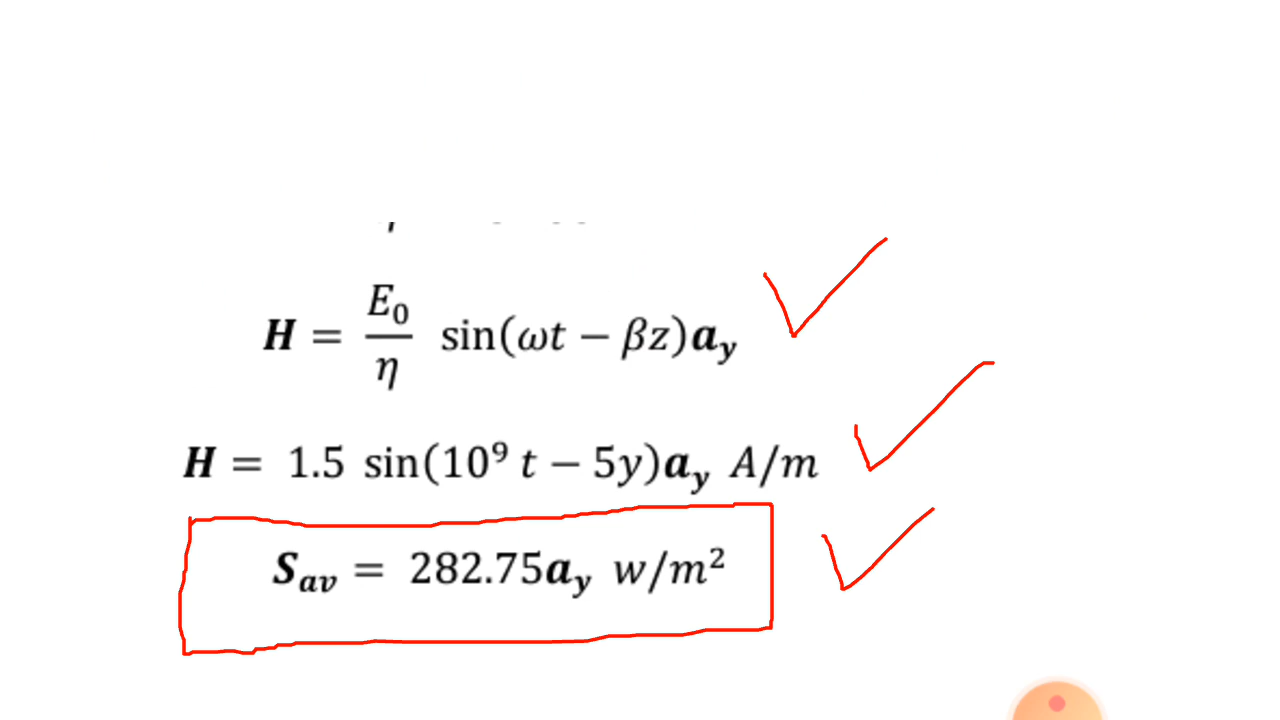 H = E₀/η sin(ωt − βz)a_y
H = 1.5 sin(10⁹ t − 5y)a_y A/m
S_av = 282.75a_y w/m²